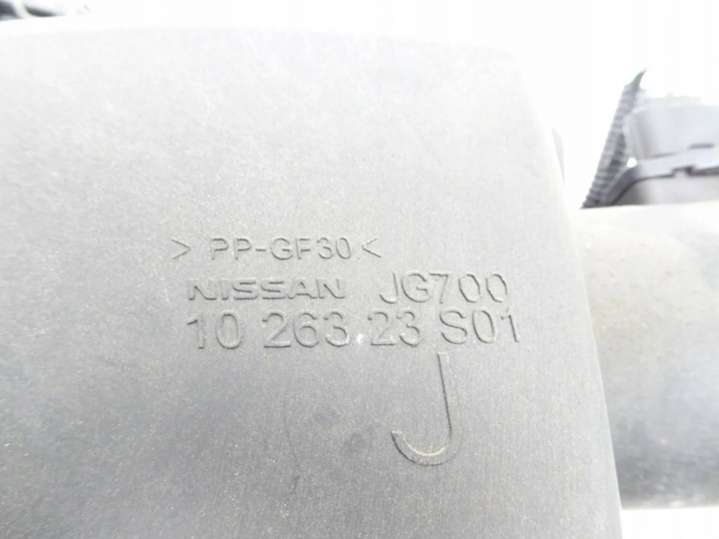 > PP-GF30 <
NISSAN JG700
10 263 23 S01
J